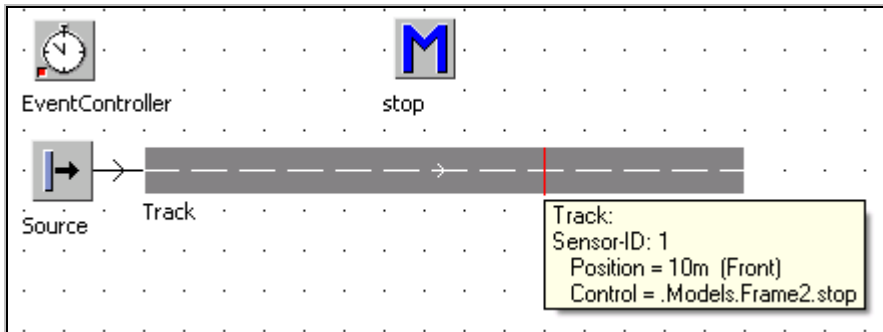 M
EventController
stop
Source
Track
Track:
Sensor-ID: 1
Position = 10m (Front)
Control = .Models.Frame2.stop